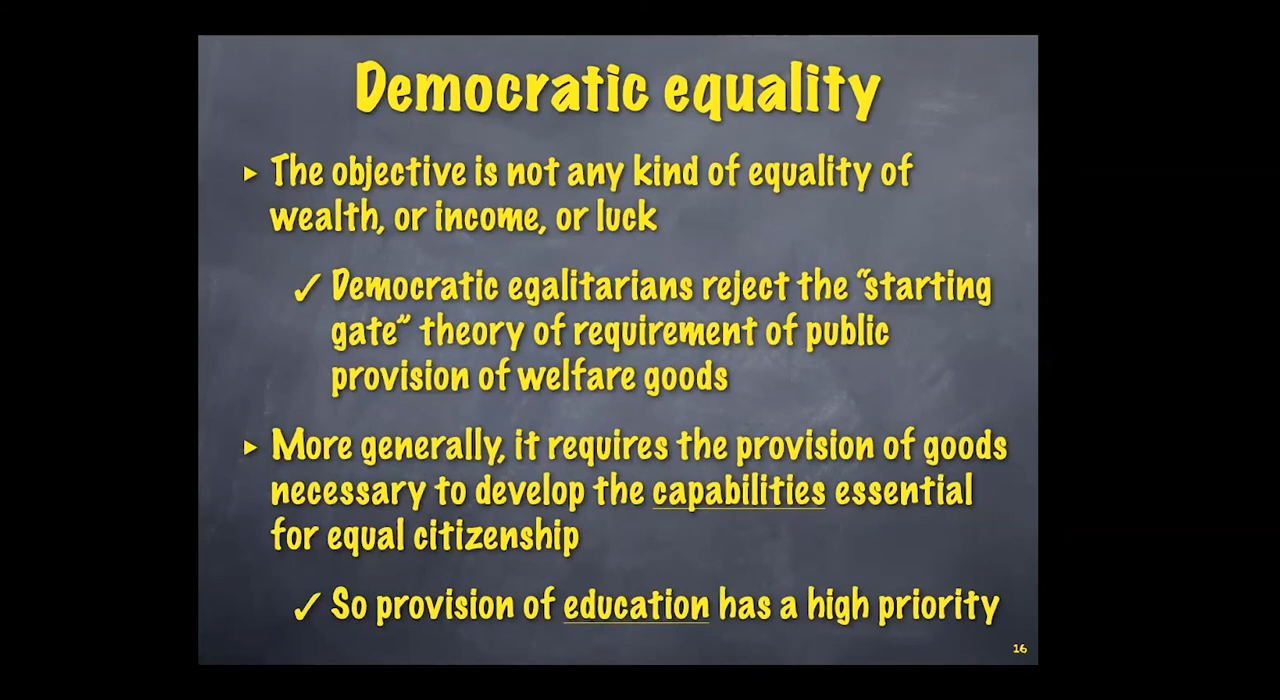 Democratic equality
▸ The objective is not any kind of equality of
wealth, or income, or luck
✓ Democratic egalitarians reject the “starting
gate” theory of requirement of public
provision of welfare goods
▸ More generally, it requires the provision of goods
necessary to develop the capabilities essential
for equal citizenship
✓ So provision of education has a high priority
16